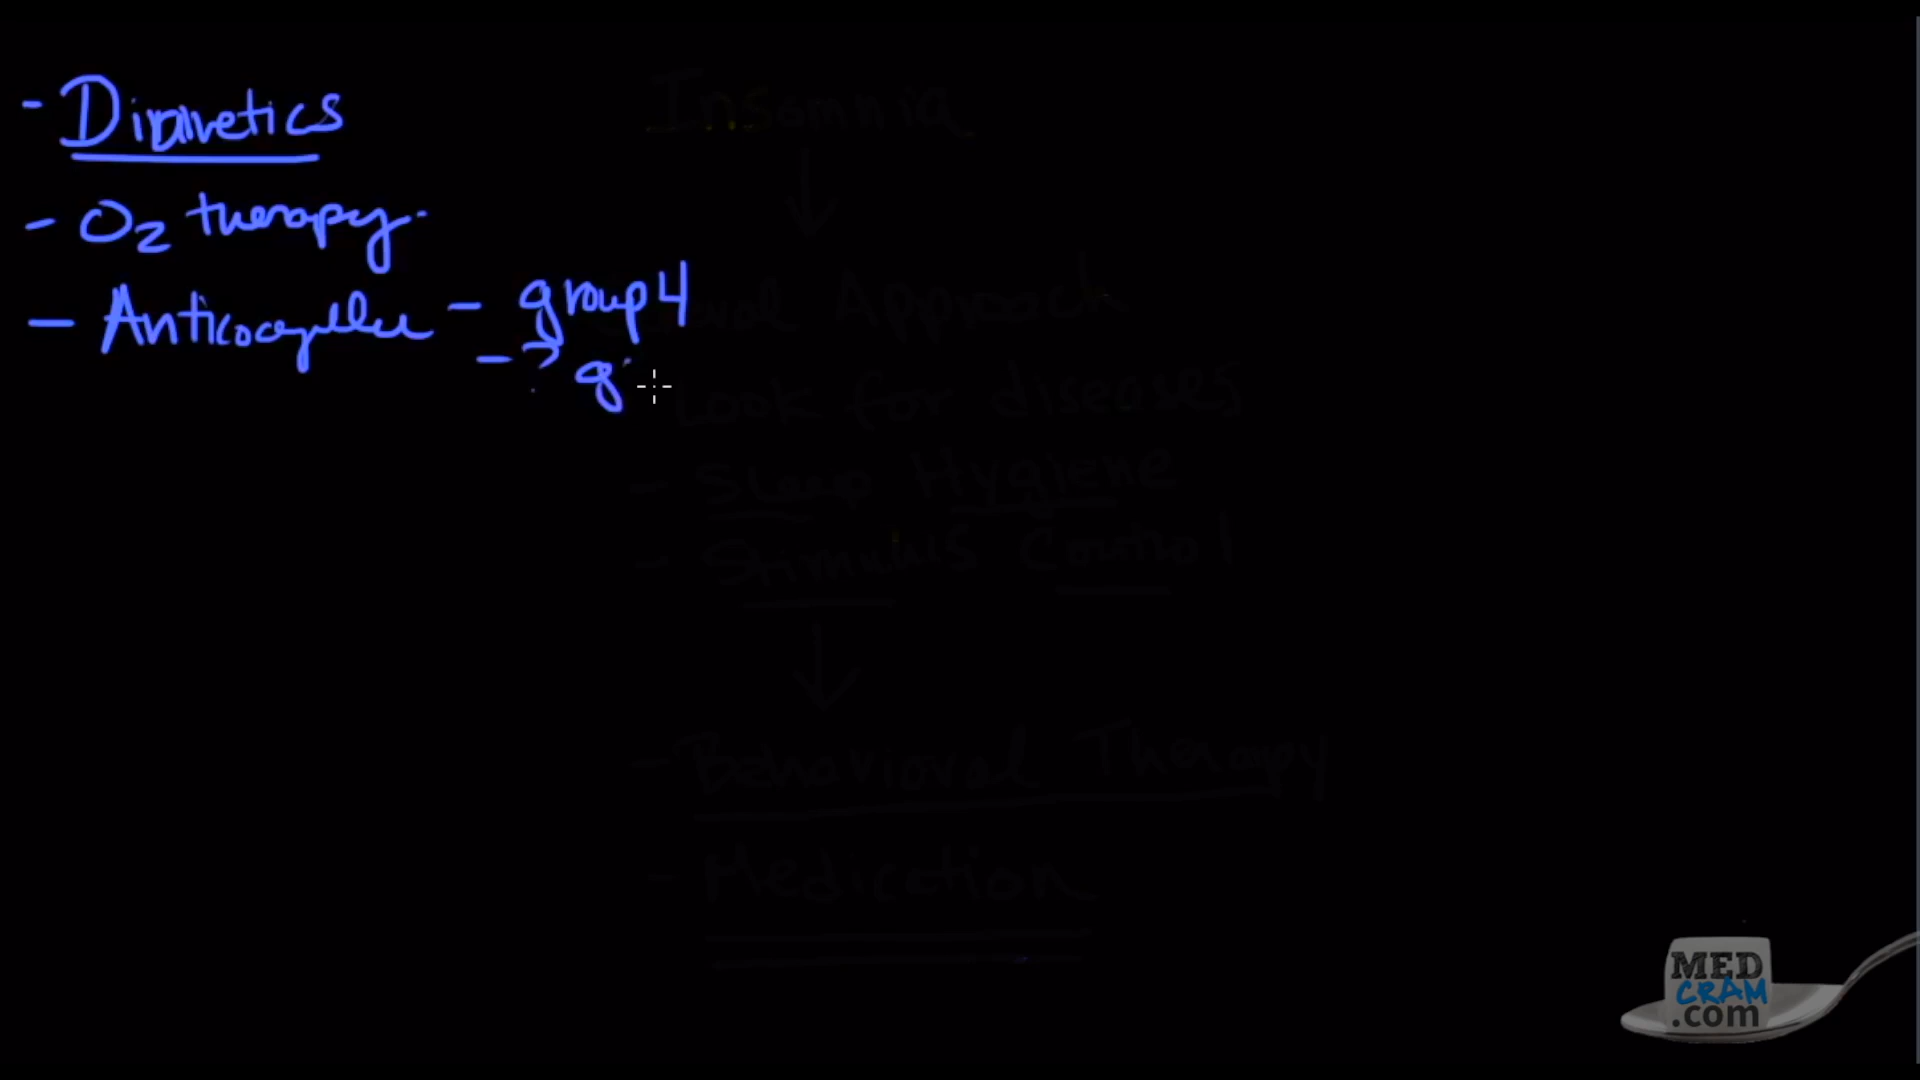 - Diuretics
- O2 therapy
- Anticoagulate - group 4
- ? g
Insomnia
Approach
Look for diseases
- Sleep Hygiene
- Stimulus Control
- Behavioral Therapy
- Medication
MED
CRAM
.com